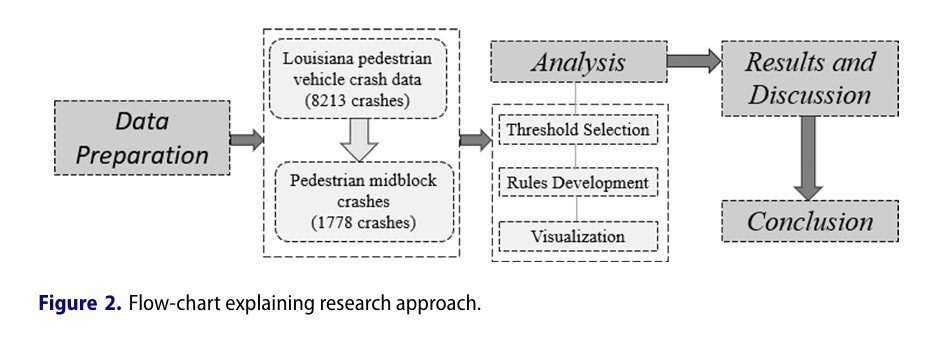 Data
Preparation
Louisiana pedestrian
vehicle crash data
(8213 crashes)
Pedestrian midblock
crashes
(1778 crashes)
Analysis
Threshold Selection
Rules Development
Visualization
Results and
Discussion
Conclusion
Figure 2. Flow-chart explaining research approach.